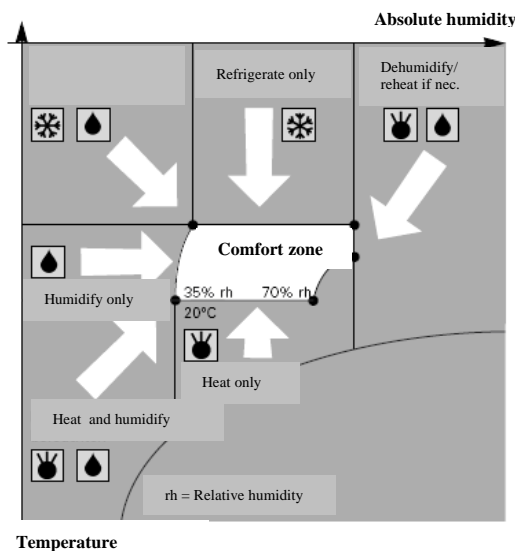 Absolute humidity
Refrigerate only
Dehumidify/
reheat if nec.
Comfort zone
35% rh 70% rh
20°C
Humidify only
Heat only
Heat and humidify
rh = Relative humidity
Temperature